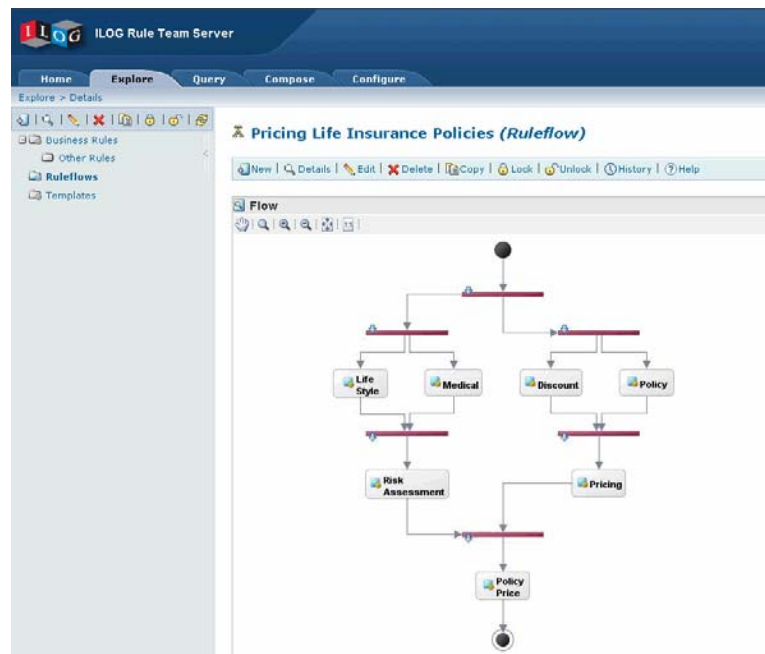 ILOG ILOG Rule Team Server
Home Explore Query Compose Configure
Explore > Details
Business Rules
Other Rules
Ruleflows
Templates
Pricing Life Insurance Policies (Ruleflow)
New | Details | Edit | Delete | Copy | Lock | Unlock | History | Help
Flow
Life
Style
Medical
Discount
Policy
Risk
Assessment
Pricing
Policy
Price